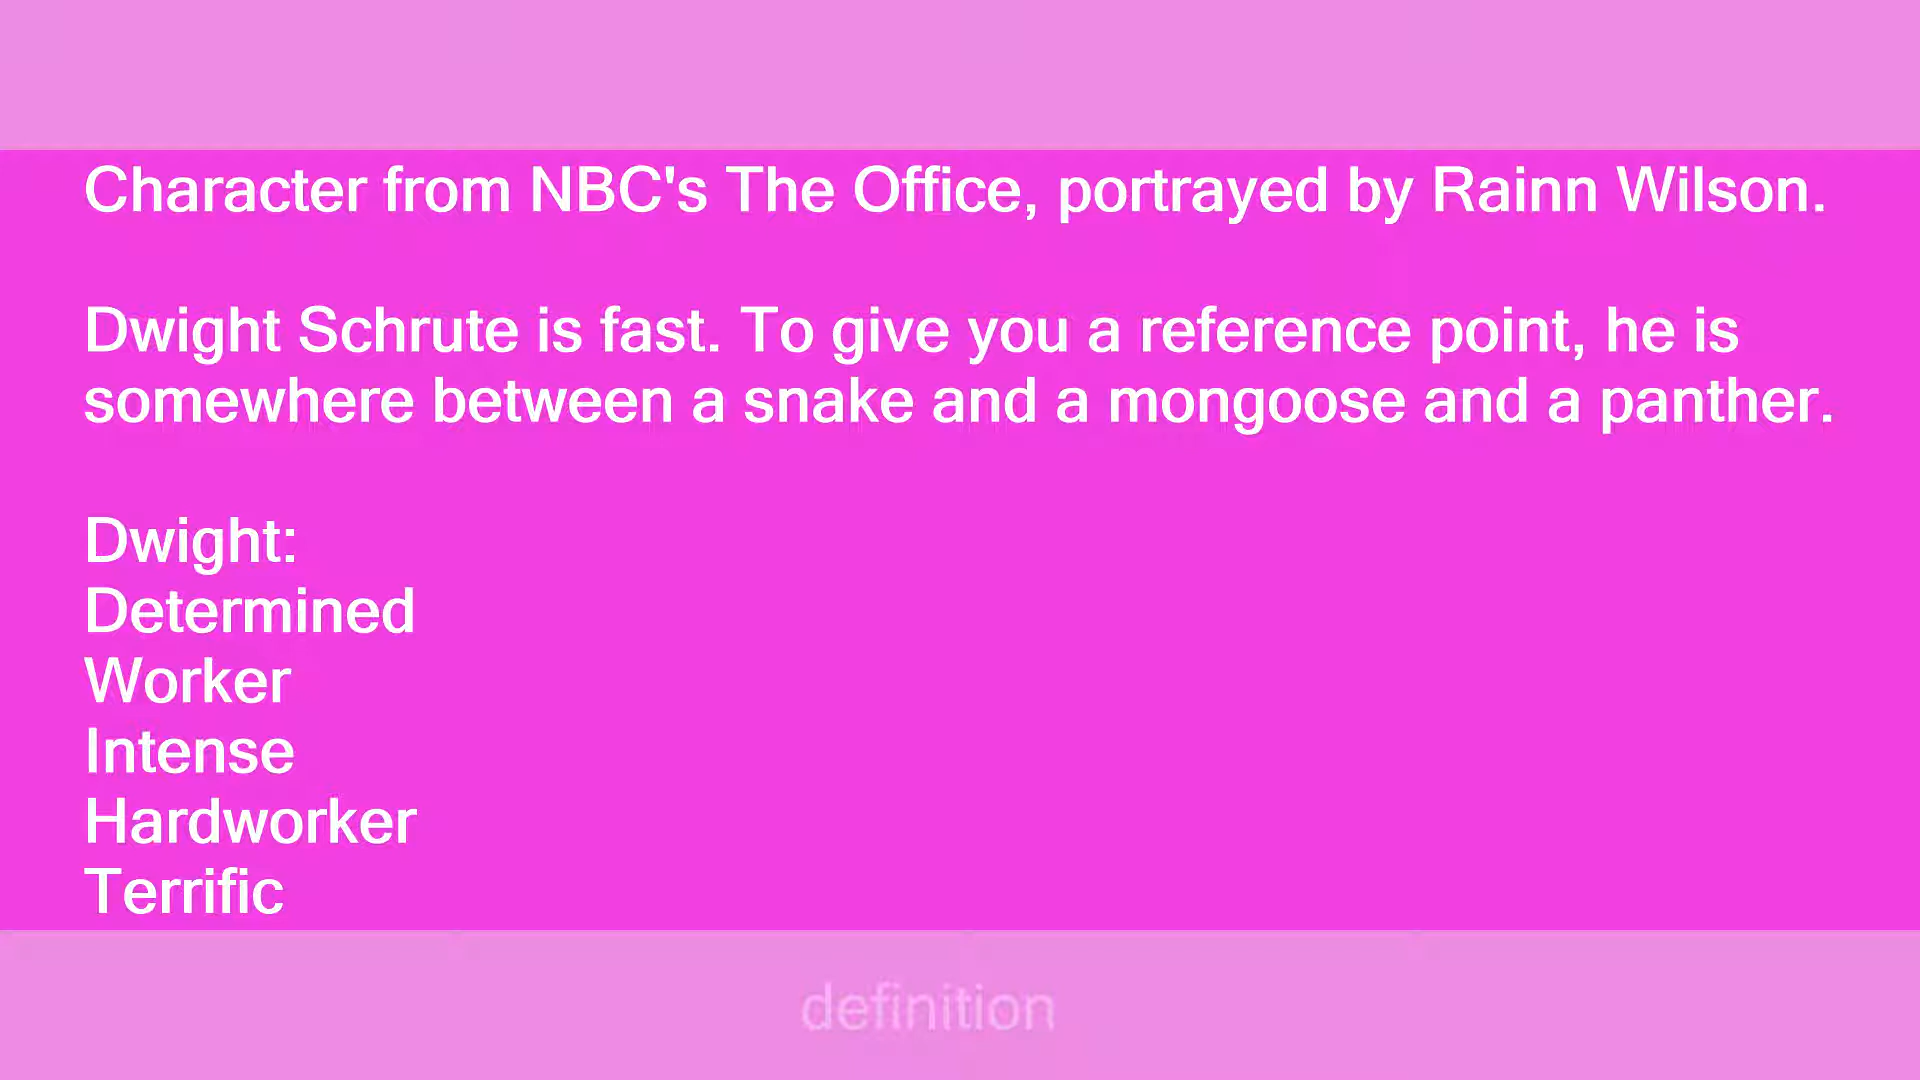 Character from NBC's The Office, portrayed by Rainn Wilson.
Dwight Schrute is fast. To give you a reference point, he is
somewhere between a snake and a mongoose and a panther.
Dwight:
Determined
Worker
Intense
Hardworker
Terrific
definition